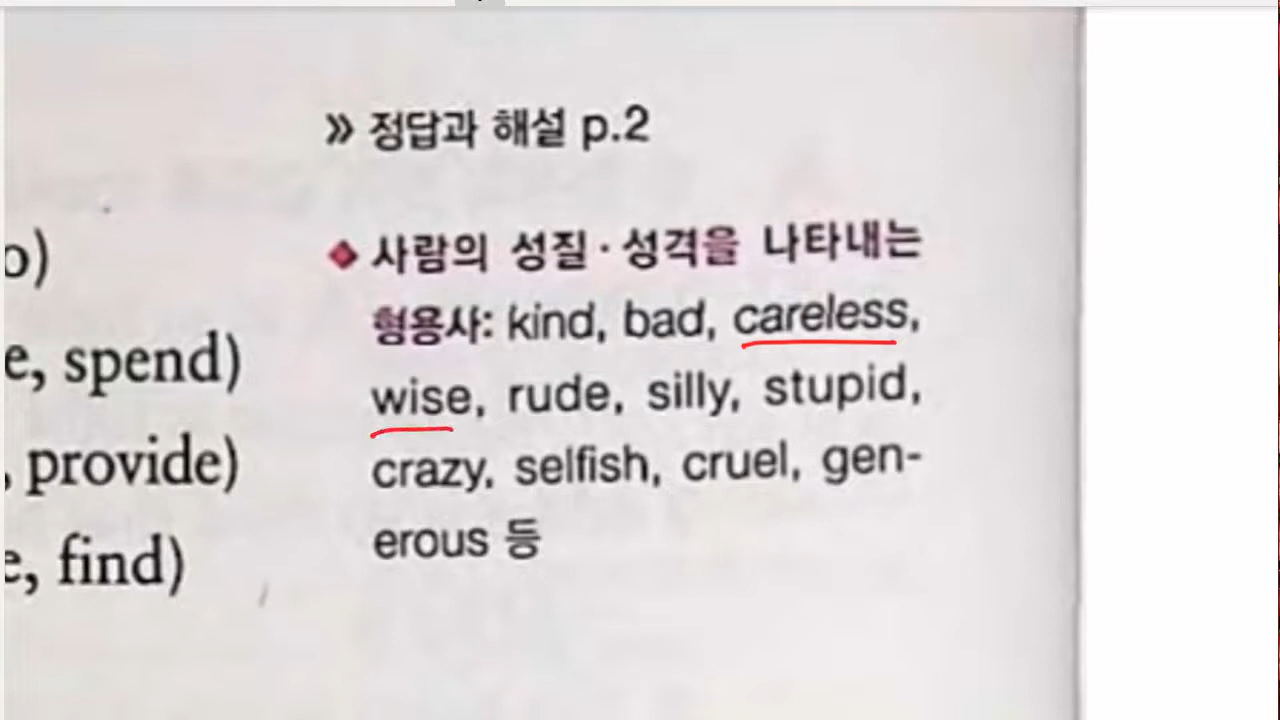 » 정답과 해설 p.2
o)
◆ 사람의 성질·성격을 나타내는
형용사: kind, bad, careless,
e, spend)
wise, rude, silly, stupid,
, provide)
crazy, selfish, cruel, gen-
erous 등
e, find)